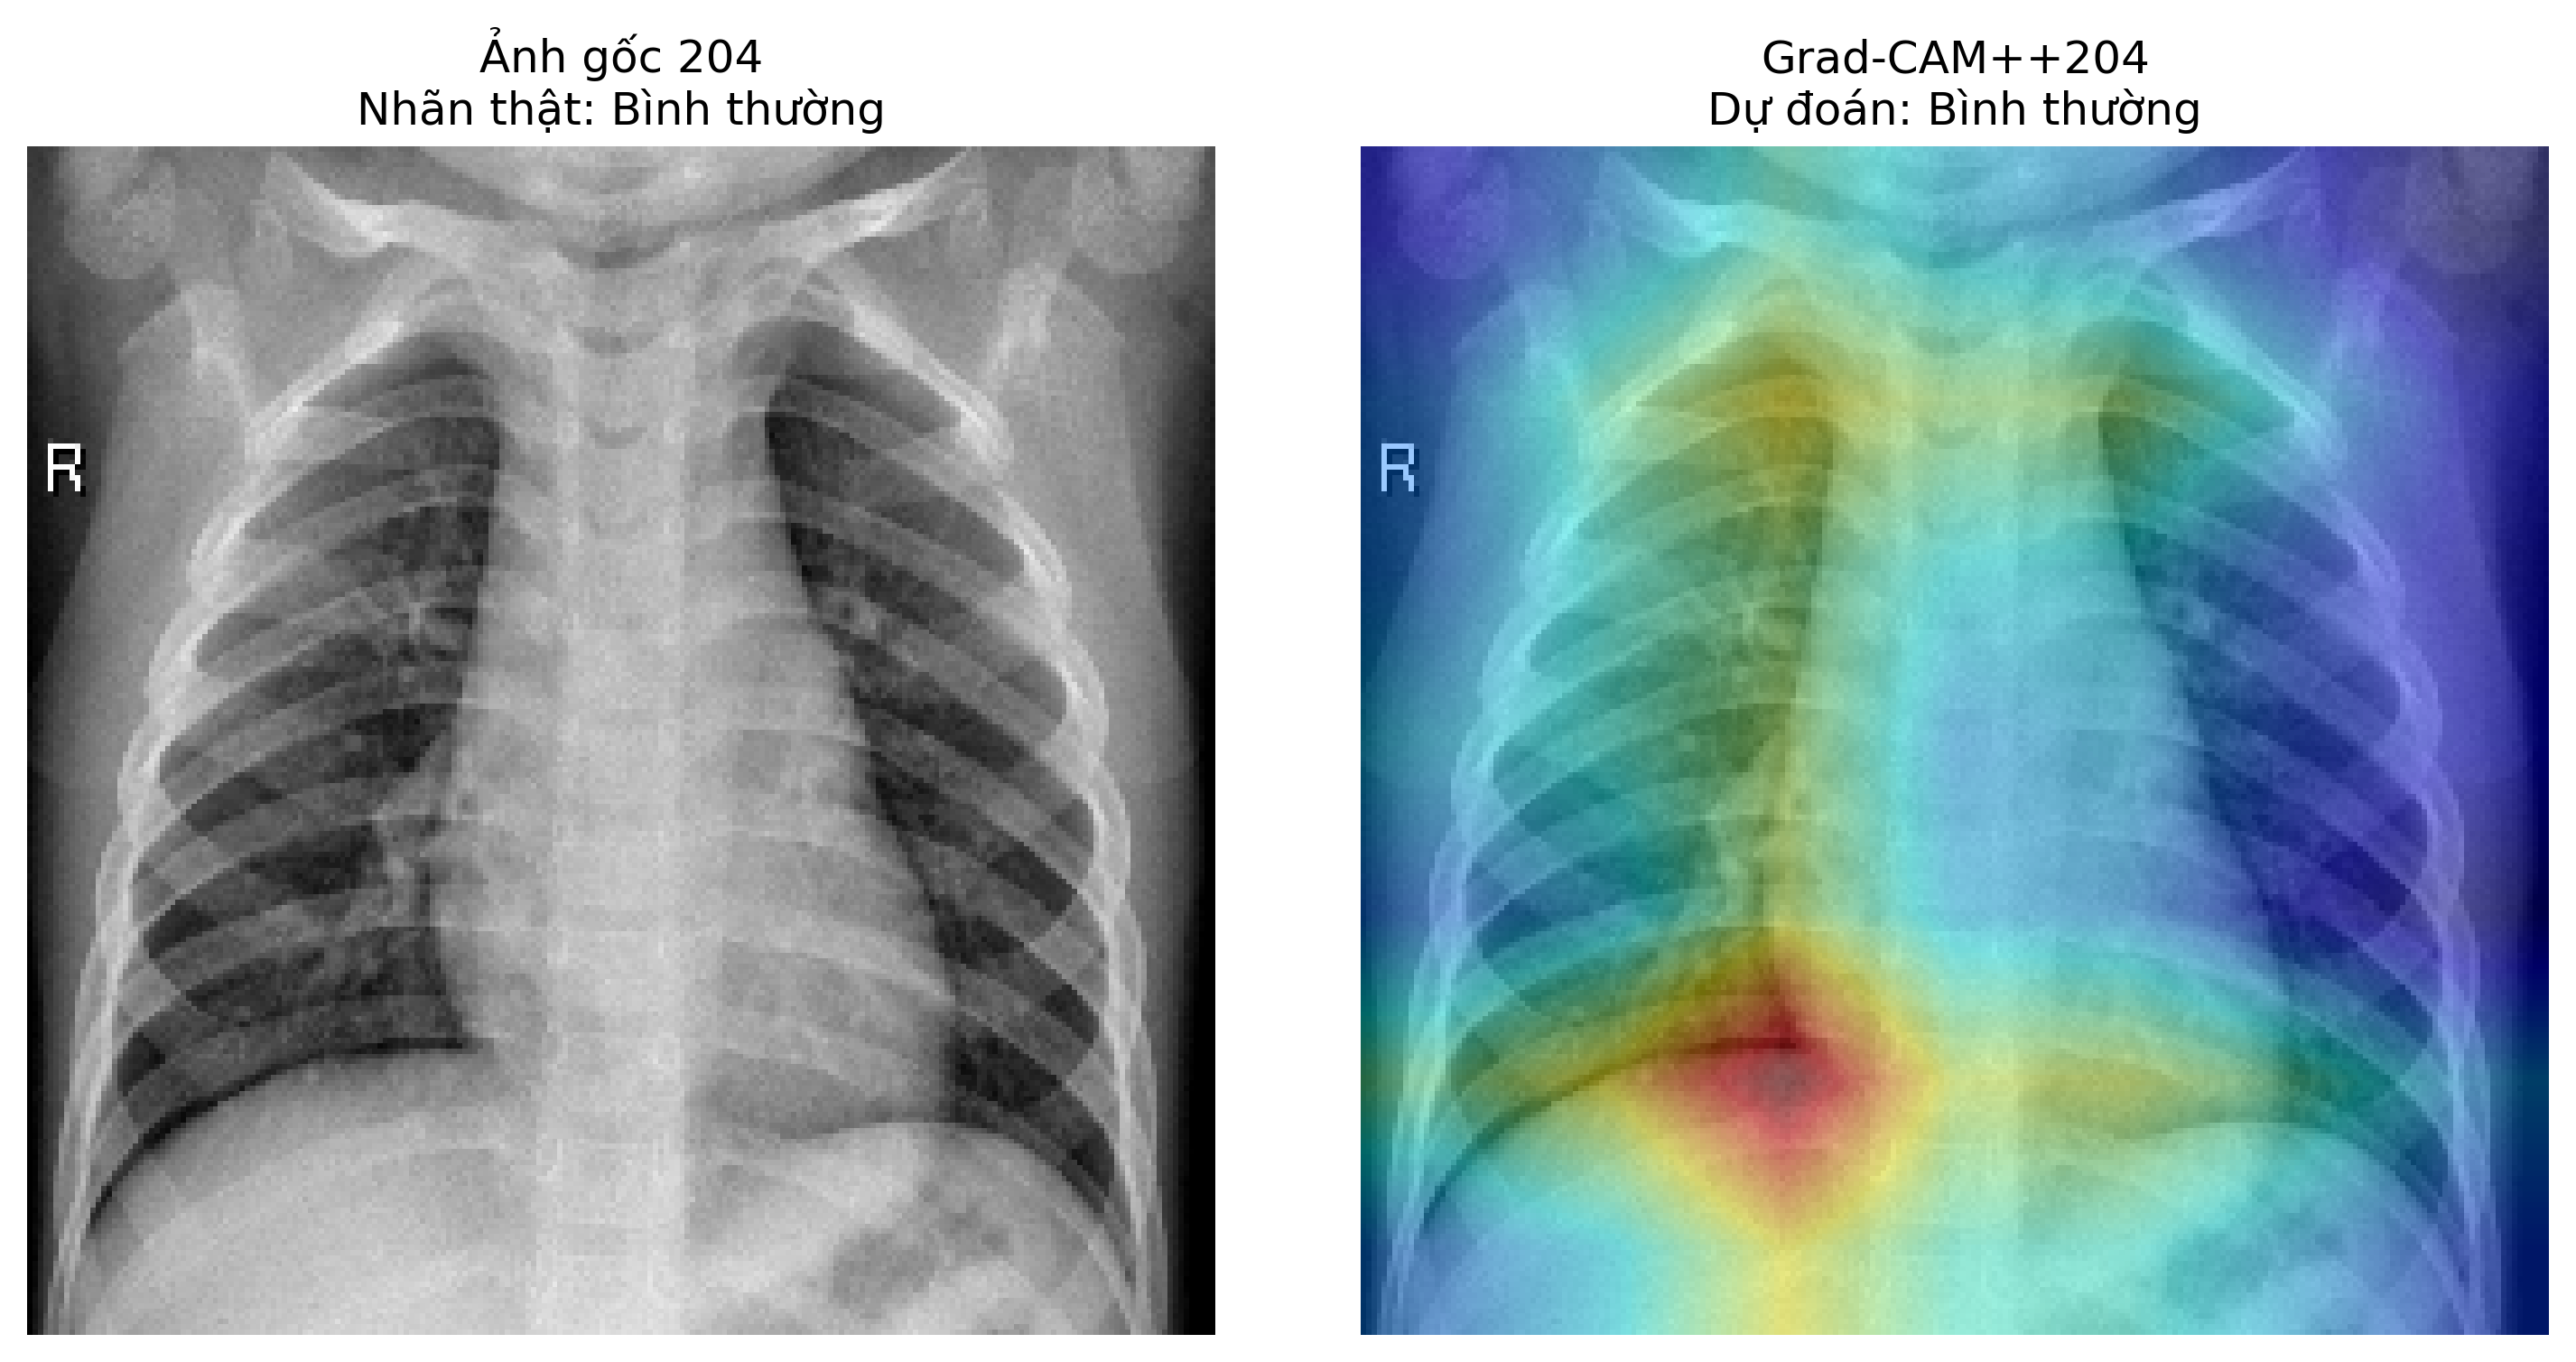 Ảnh gốc 204
Nhãn thật: Bình thường
Grad-CAM++204
Dự đoán: Bình thường
R
R